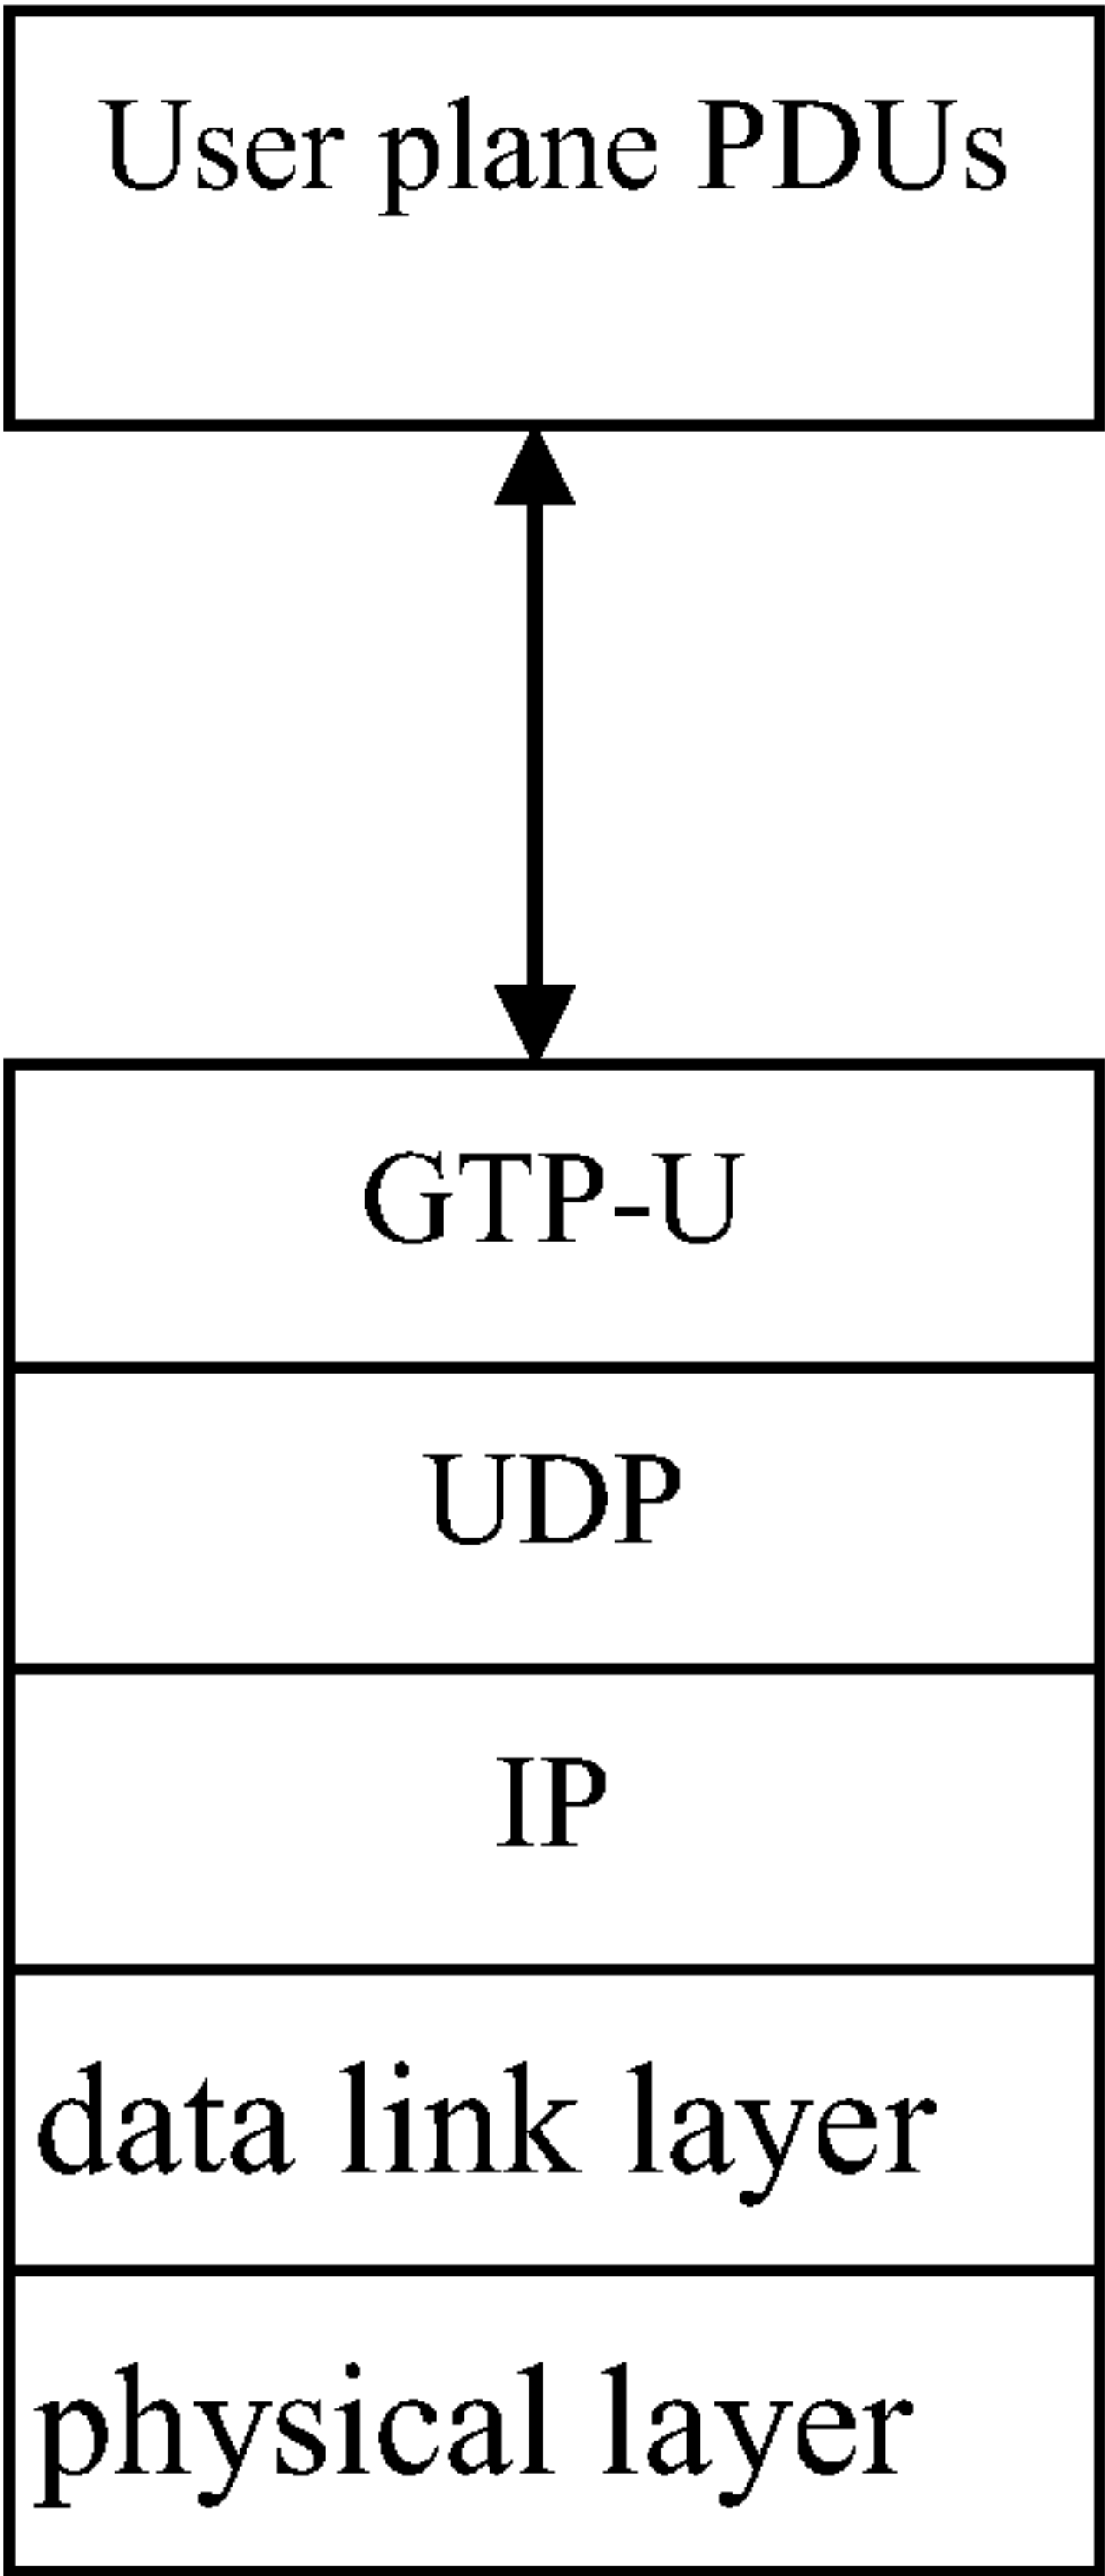 User plane PDUs
GTP-U
UDP
IP
data link layer
physical layer